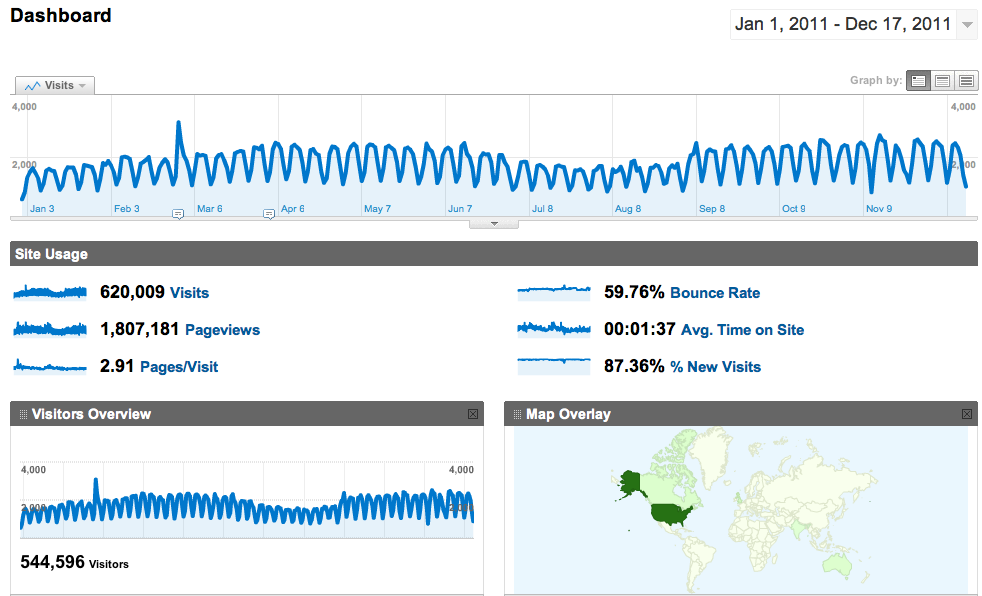 Dashboard
Jan 1, 2011 - Dec 17, 2011
Visits
Graph by:
4,000 4,000
2,000 2,000
Jan 3 Feb 3 Mar 6 Apr 6 May 7 Jun 7 Jul 8 Aug 8 Sep 8 Oct 9 Nov 9
Site Usage
620,009 Visits
59.76% Bounce Rate
1,807,181 Pageviews
00:01:37 Avg. Time on Site
2.91 Pages/Visit
87.36% % New Visits
Visitors Overview
4,000 4,000
2,000 2,000
544,596 Visitors
Map Overlay